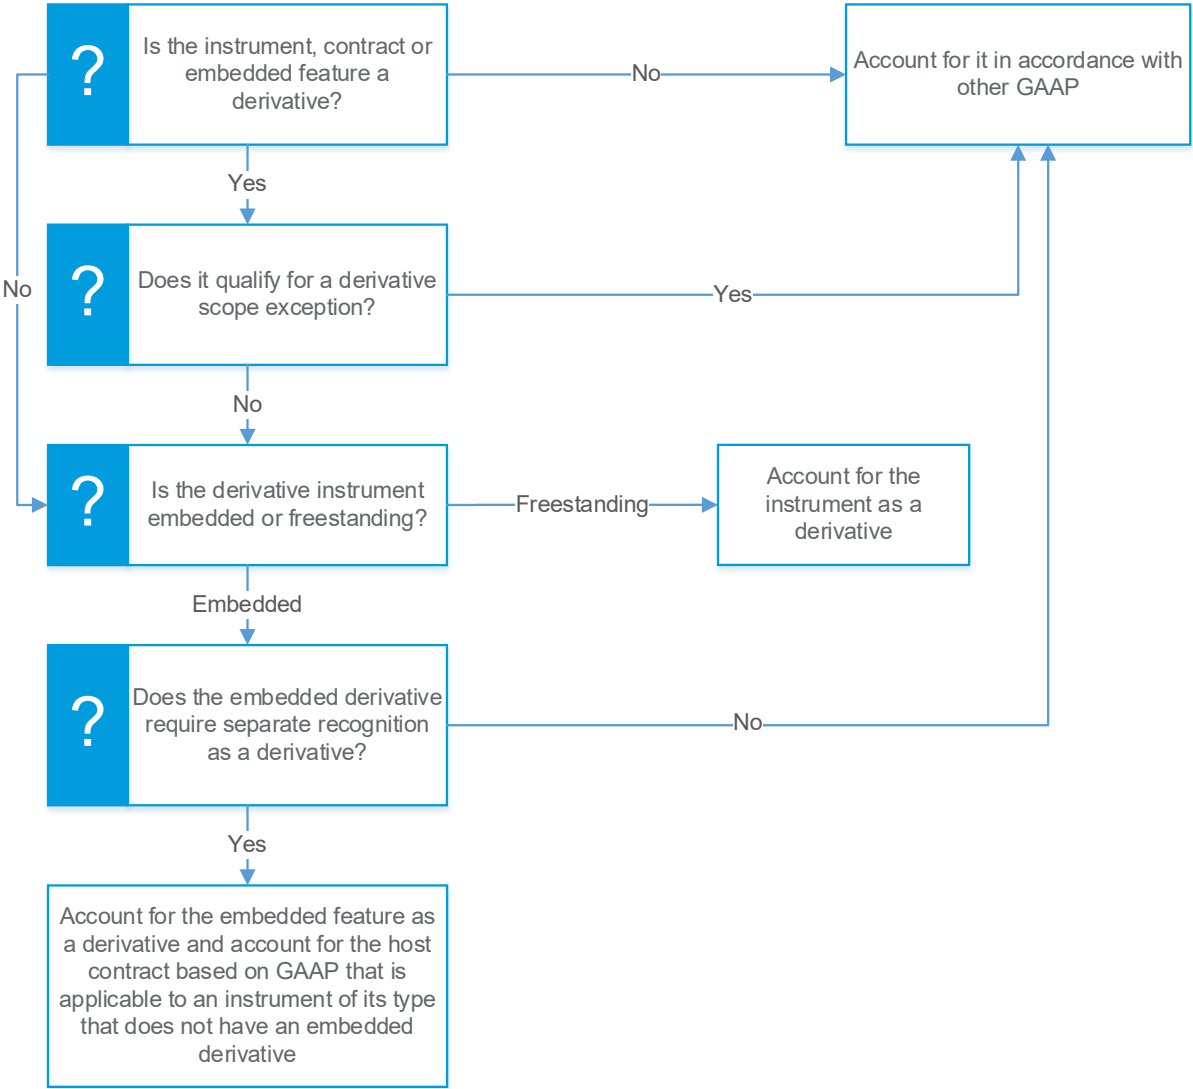 ?
Is the instrument, contract or
embedded feature a
derivative?
No
Account for it in accordance with
other GAAP
Yes
?
Does it qualify for a derivative
scope exception?
No
Yes
No
?
Is the derivative instrument
embedded or freestanding?
Freestanding
Account for the
instrument as a
derivative
Embedded
?
Does the embedded derivative
require separate recognition
as a derivative?
No
Yes
Account for the embedded feature as
a derivative and account for the host
contract based on GAAP that is
applicable to an instrument of its type
that does not have an embedded
derivative